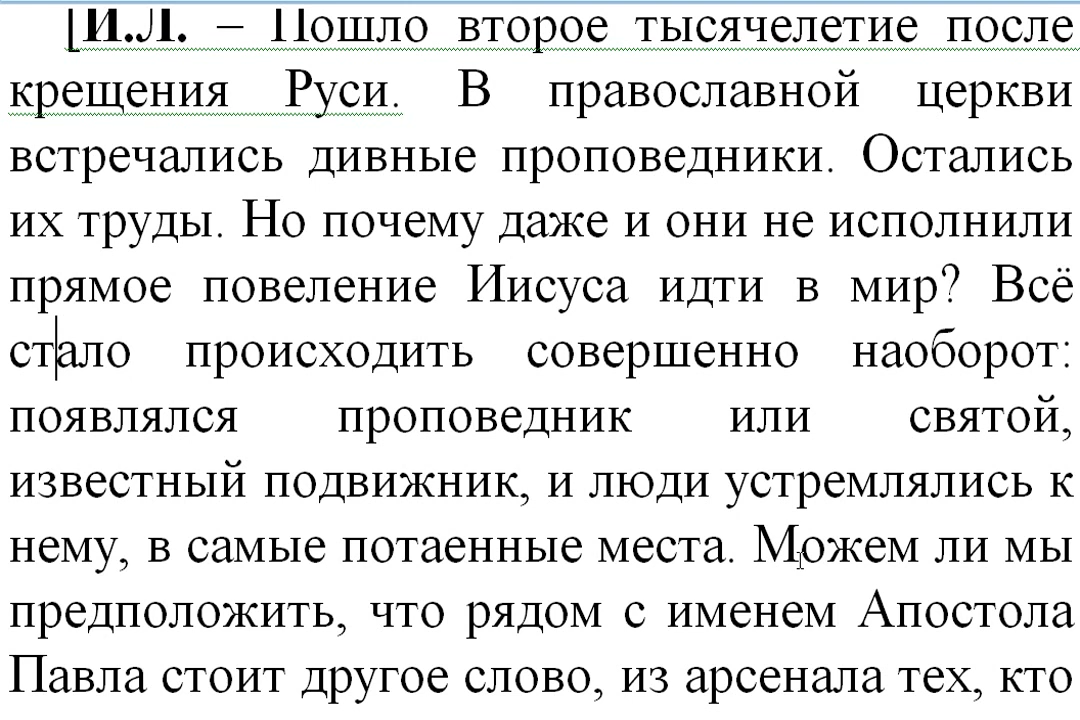 [И.Л. – Пошло второе тысячелетие после
крещения Руси. В православной церкви
встречались дивные проповедники. Остались
их труды. Но почему даже и они не исполнили
прямое повеление Иисуса идти в мир? Всё
стало происходить совершенно наоборот:
появлялся проповедник или святой,
известный подвижник, и люди устремлялись к
нему, в самые потаенные места. Можем ли мы
предположить, что рядом с именем Апостола
Павла стоит другое слово, из арсенала тех, кто